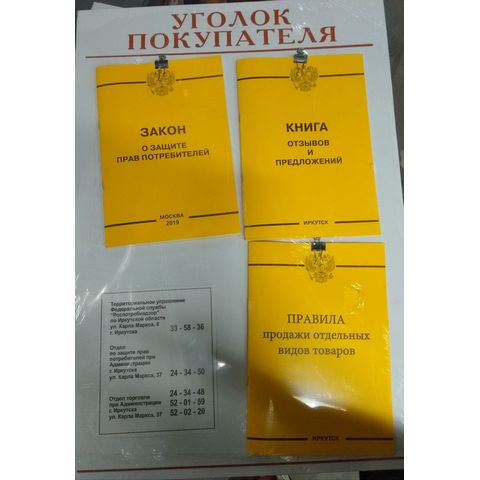 УГОЛОК
ПОКУПАТЕЛЯ
ЗАКОН
О ЗАЩИТЕ
ПРАВ ПОТРЕБИТЕЛЕЙ
МОСКВА
2019
КНИГА
ОТЗЫВОВ
И
ПРЕДЛОЖЕНИЙ
ИРКУТСК
ПРАВИЛА
продажи отдельных
видов товаров
ИРКУТСК
Территориальное управление
Федеральной службы
"Роспотребнадзор"
по Иркутской области
ул. Карла Маркса, 8
г. Иркутска 33 - 58 - 36
Отдел
по защите прав
потребителей при
Администрации
г. Иркутска
ул. Карла Маркса, 37 24 - 34 - 50
Отдел торговли 24 - 34 - 48
при Администрации 52 - 01 - 59
г. Иркутска
ул. Карла Маркса, 37 52 - 02 - 20